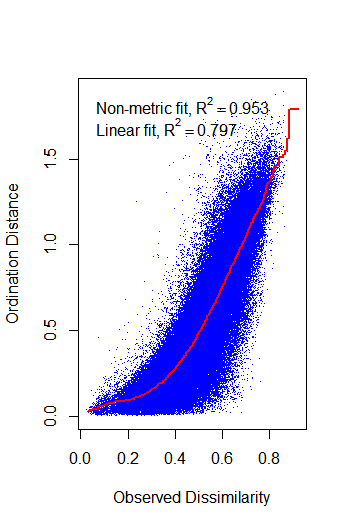 Non-metric fit, R² = 0.953
Linear fit, R² = 0.797
Ordination Distance
0.0
0.5
1.0
1.5
0.0 0.2 0.4 0.6 0.8
Observed Dissimilarity